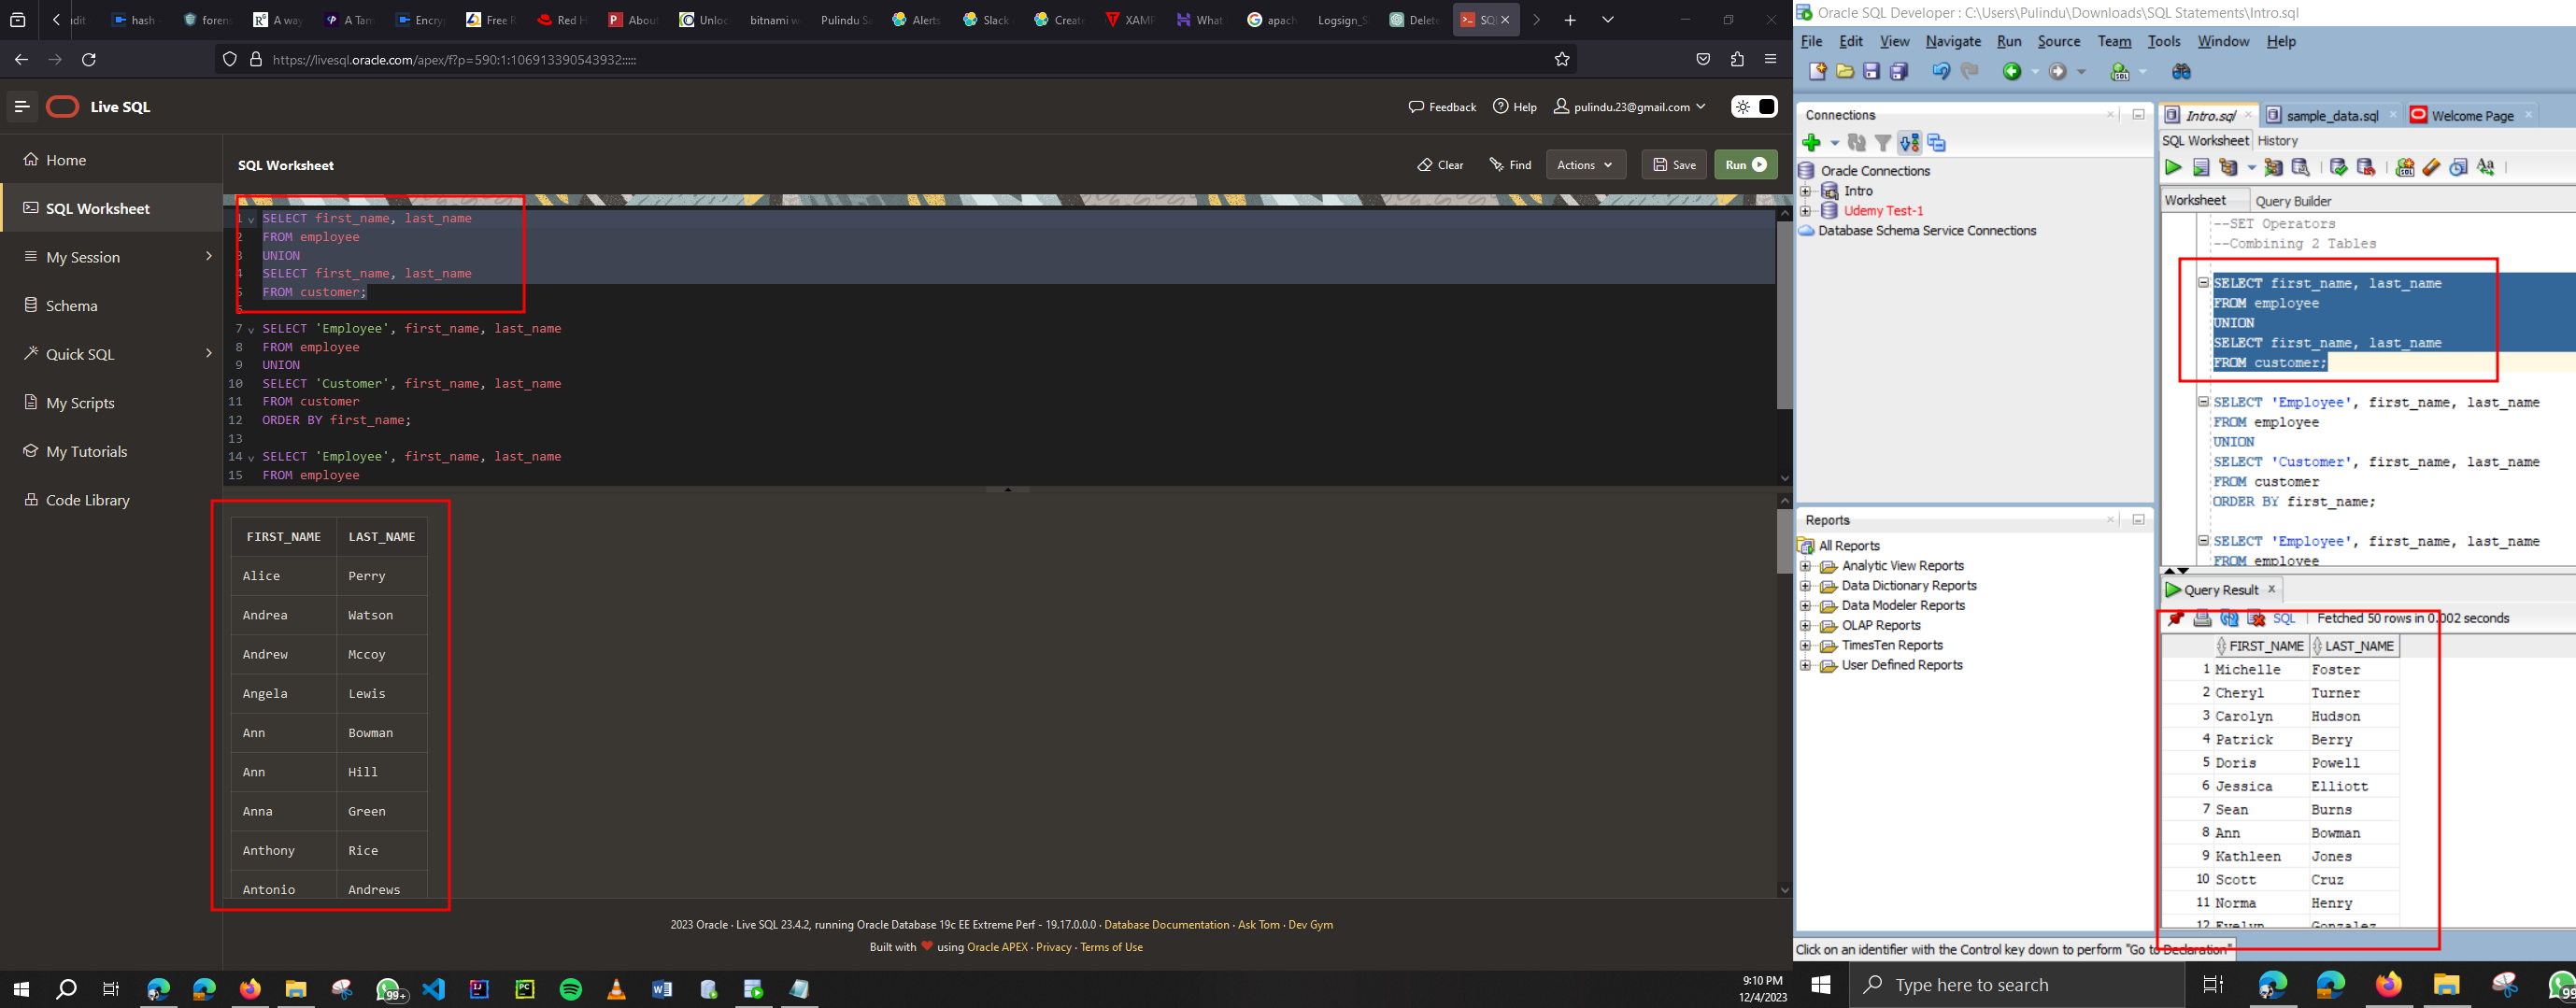 hash
forens
A way
A Tam
Encry
Free R
Red H
About
Unloc
bitnami w
Pulindu Sa
Alerts
Slack
Create
XAMP
What
apach
Logsign_S
Delete
SQL
https://livesql.oracle.com/apex/f?p=590:1:106913390543932:::::
Live SQL
Feedback
Help
pulindu.23@gmail.com
Home
SQL Worksheet
My Session
Schema
Quick SQL
My Scripts
My Tutorials
Code Library
SQL Worksheet
Clear
Find
Actions
Save
Run
1 SELECT first_name, last_name
2 FROM employee
3 UNION
4 SELECT first_name, last_name
5 FROM customer;
6
7 SELECT 'Employee', first_name, last_name
8 FROM employee
9 UNION
10 SELECT 'Customer', first_name, last_name
11 FROM customer
12 ORDER BY first_name;
13
14 SELECT 'Employee', first_name, last_name
15 FROM employee
FIRST_NAME LAST_NAME
Alice Perry
Andrea Watson
Andrew Mccoy
Angela Lewis
Ann Bowman
Ann Hill
Anna Green
Anthony Rice
Antonio Andrews
2023 Oracle · Live SQL 23.4.2, running Oracle Database 19c EE Extreme Perf - 19.17.0.0.0 · Database Documentation · Ask Tom · Dev Gym
Built with ❤ using Oracle APEX · Privacy · Terms of Use
99+
9:10 PM
12/4/2023
Oracle SQL Developer : C:\Users\Pulindu\Downloads\SQL Statements\Intro.sql
File Edit View Navigate Run Source Team Tools Window Help
Connections
Oracle Connections
Intro
Udemy Test-1
Database Schema Service Connections
Reports
All Reports
Analytic View Reports
Data Dictionary Reports
Data Modeler Reports
OLAP Reports
TimesTen Reports
User Defined Reports
Intro.sql
sample_data.sql
Welcome Page
SQL Worksheet History
Worksheet Query Builder
--SET Operators
--Combining 2 Tables
SELECT first_name, last_name
FROM employee
UNION
SELECT first_name, last_name
FROM customer;
SELECT 'Employee', first_name, last_name
FROM employee
UNION
SELECT 'Customer', first_name, last_name
FROM customer
ORDER BY first_name;
SELECT 'Employee', first_name, last_name
FROM employee
Query Result
SQL | Fetched 50 rows in 0.002 seconds
FIRST_NAME LAST_NAME
1 Michelle Foster
2 Cheryl Turner
3 Carolyn Hudson
4 Patrick Berry
5 Doris Powell
6 Jessica Elliott
7 Sean Burns
8 Ann Bowman
9 Kathleen Jones
10 Scott Cruz
11 Norma Henry
12 Evelyn Gonzalez
Click on an identifier with the Control key down to perform "Go to Declaration"
Type here to search
99